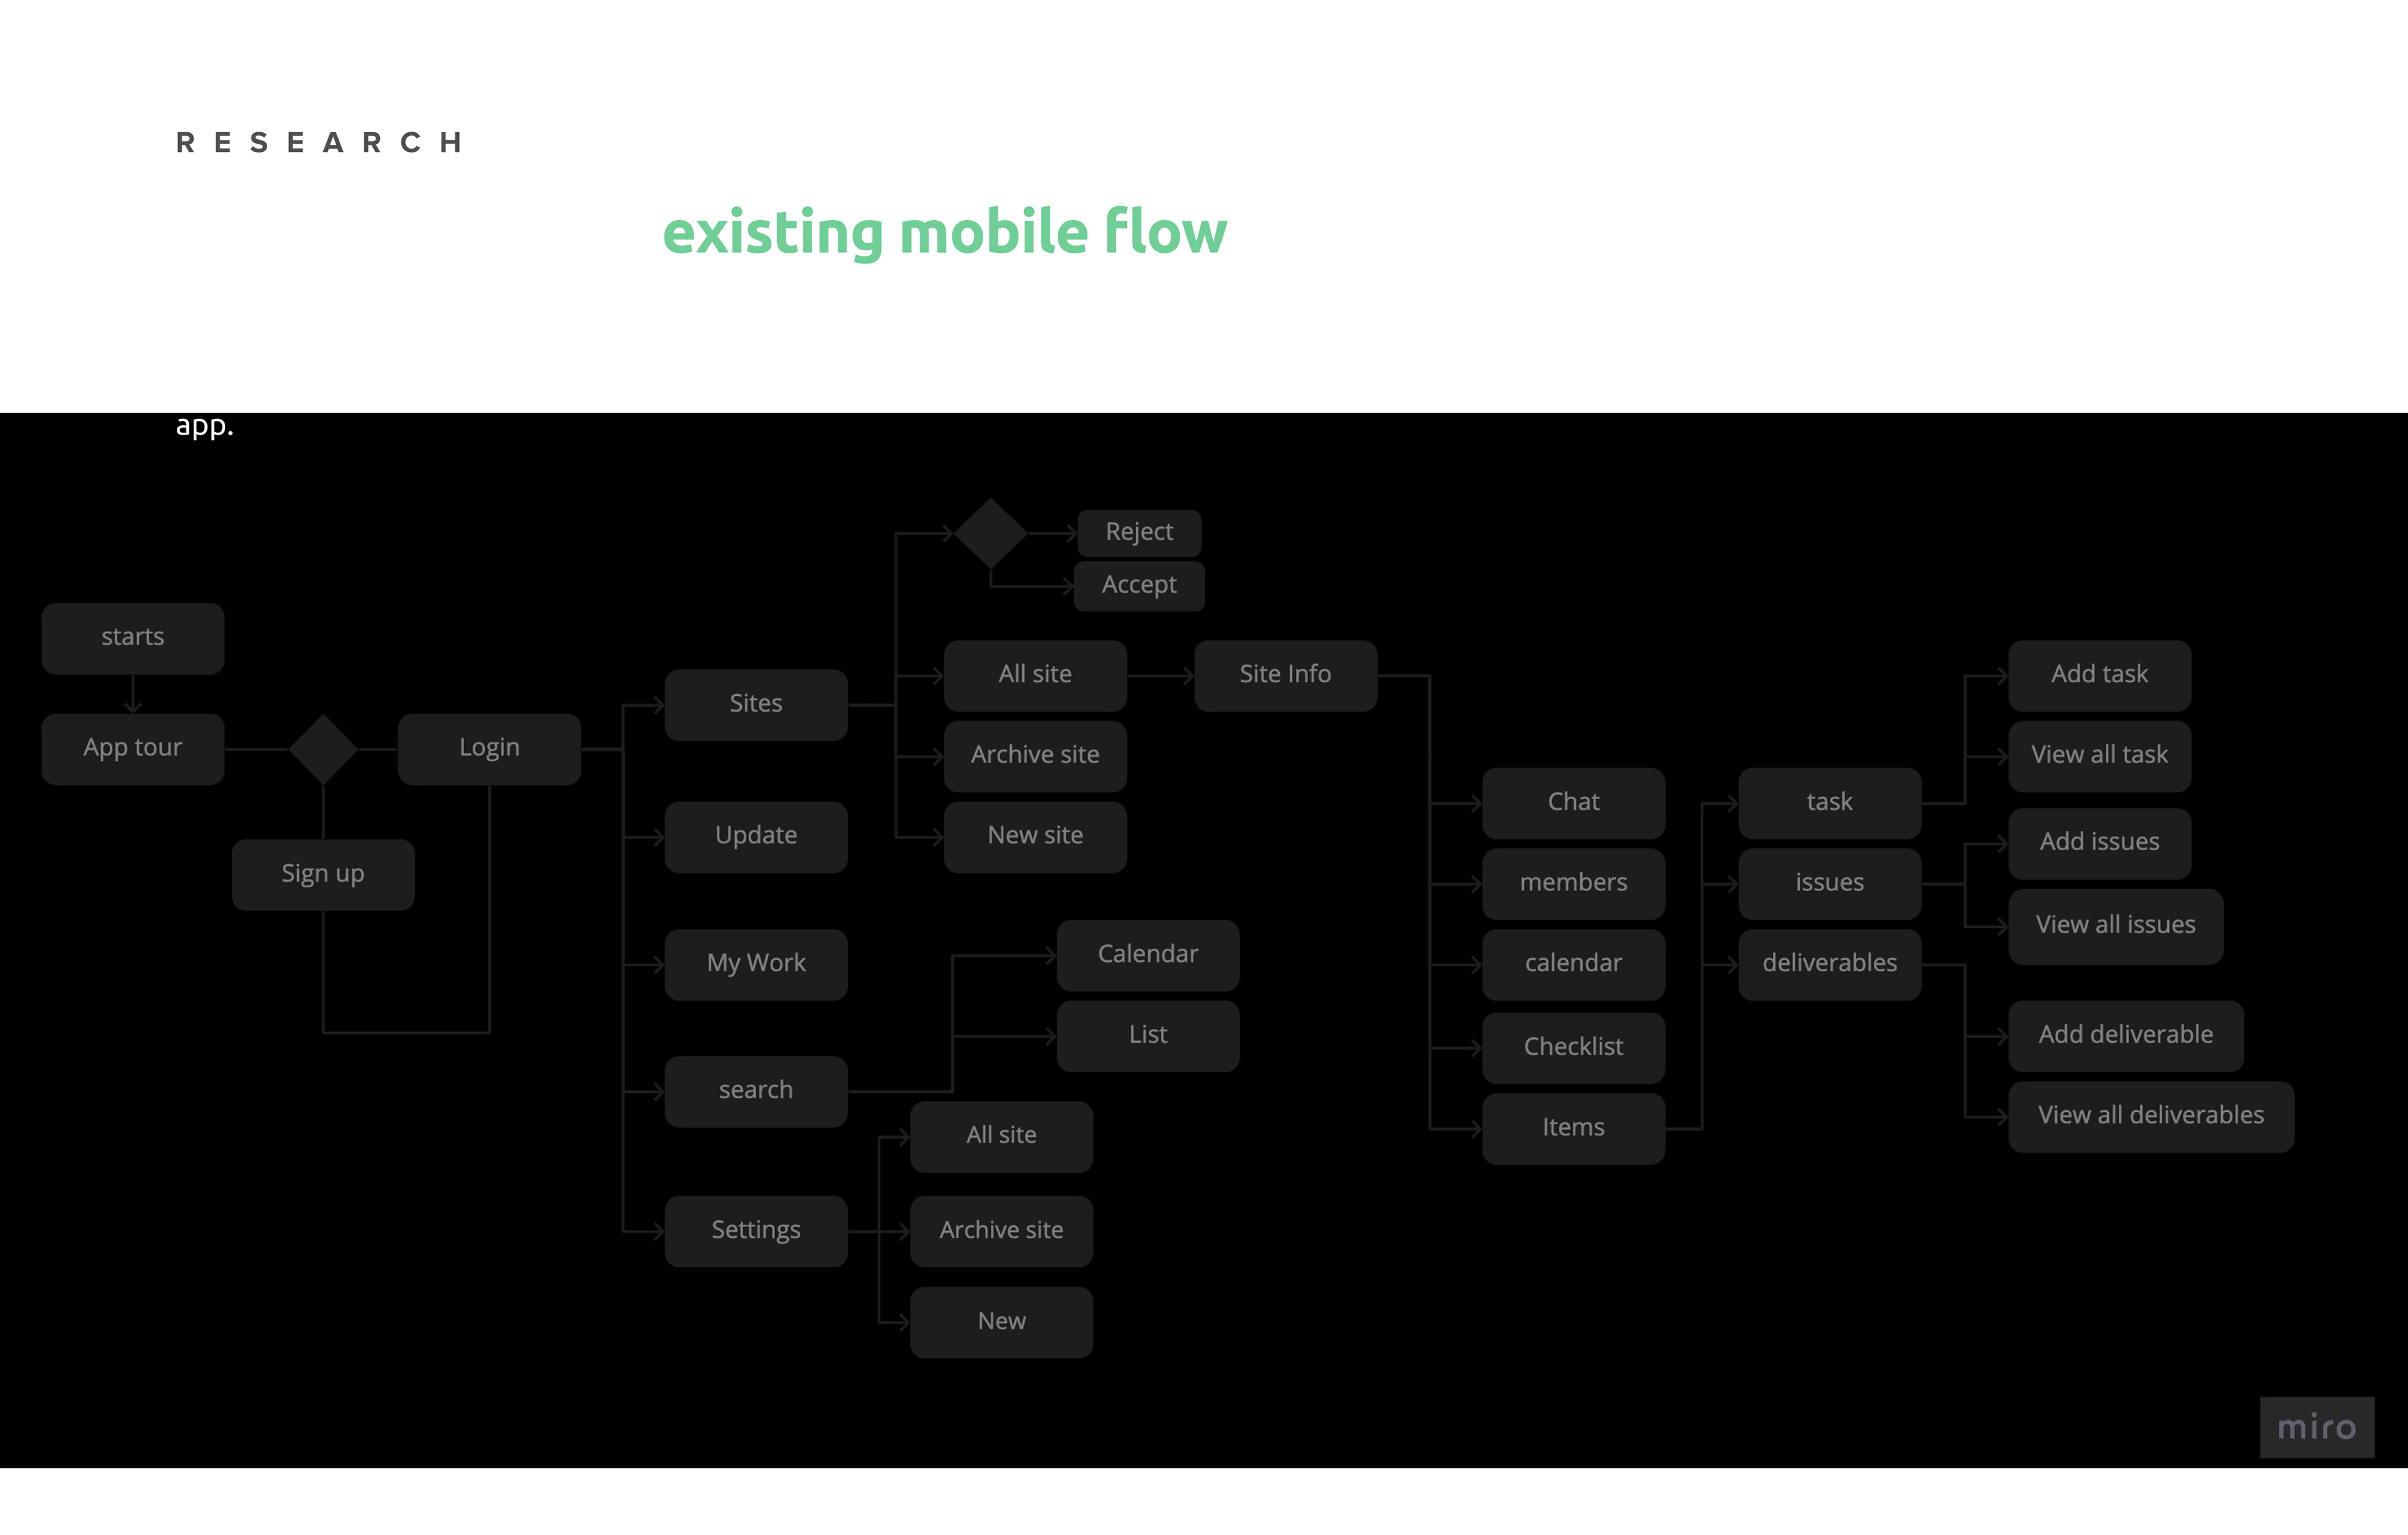 RESEARCH
existing mobile flow
app.
starts
App tour
Login
Sign up
Sites
Update
My Work
search
Settings
Reject
Accept
All site
Archive site
New site
Site Info
Calendar
List
All site
Archive site
New
Chat
members
calendar
Checklist
Items
task
issues
deliverables
Add task
View all task
Add issues
View all issues
Add deliverable
View all deliverables
miro